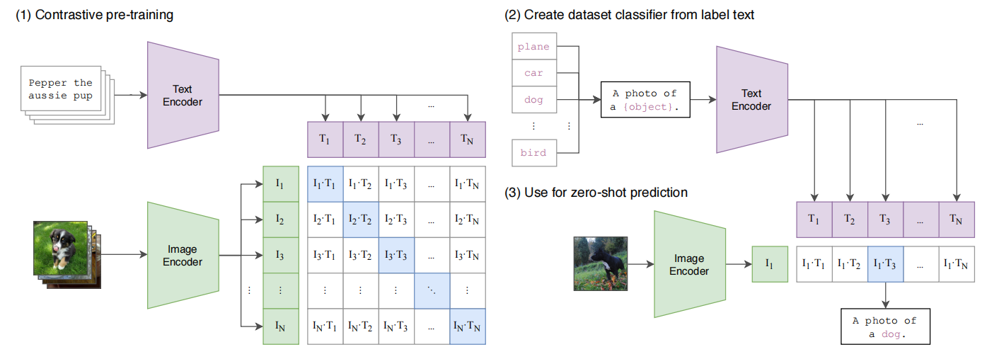 (1) Contrastive pre-training
Pepper the
aussie pup
Text
Encoder
...
T1 T2 T3 ... TN
Image
Encoder
I1 I1·T1 I1·T2 I1·T3 ... I1·TN
I2 I2·T1 I2·T2 I2·T3 ... I2·TN
I3 I3·T1 I3·T2 I3·T3 ... I3·TN
⋮ ⋮ ⋮ ⋮ ⋮ ⋱ ⋮
IN IN·T1 IN·T2 IN·T3 ... IN·TN
(2) Create dataset classifier from label text
plane
car
dog
⋮ ⋮
bird
A photo of
a {object}.
Text
Encoder
...
(3) Use for zero-shot prediction
T1 T2 T3 ... TN
Image
Encoder
I1 I1·T1 I1·T2 I1·T3 ... I1·TN
A photo of
a dog.